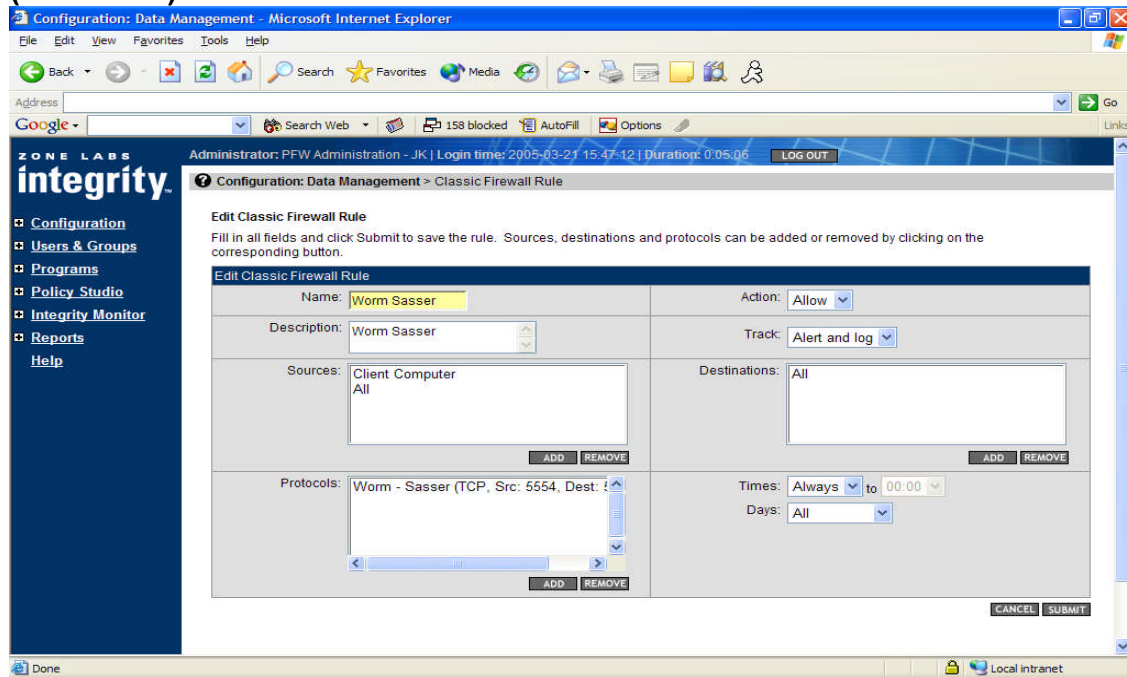 Configuration: Data Management - Microsoft Internet Explorer
File Edit View Favorites Tools Help
Back Search Favorites Media
Address Go
Google Search Web 158 blocked AutoFill Options Links
ZONE LABS
integrity™
Administrator: PFW Administration - JK | Login time: 2005-03-21 15:47:12 | Duration: 0:05:06 LOG OUT
Configuration: Data Management > Classic Firewall Rule
Configuration
Users & Groups
Programs
Policy Studio
Integrity Monitor
Reports
Help
Edit Classic Firewall Rule
Fill in all fields and click Submit to save the rule. Sources, destinations and protocols can be added or removed by clicking on the
corresponding button.
Edit Classic Firewall Rule
Name: Worm Sasser Action: Allow
Description: Worm Sasser Track: Alert and log
Sources: Client Computer Destinations: All
All
ADD REMOVE ADD REMOVE
Protocols: Worm - Sasser (TCP, Src: 5554, Dest: Times: Always to 00:00
Days: All
ADD REMOVE
CANCEL SUBMIT
Done Local intranet